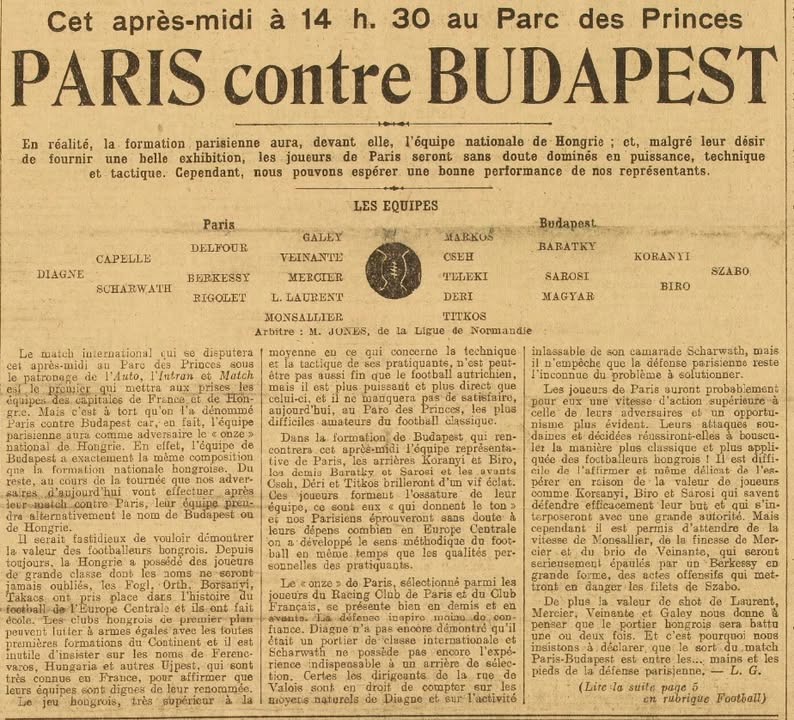 Cet après-midi à 14 h. 30 au Parc des Princes
PARIS contre BUDAPEST
En réalité, la formation parisienne aura, devant elle, l'équipe nationale de Hongrie ; et, malgré leur désir
de fournir une belle exhibition, les joueurs de Paris seront sans doute dominés en puissance, technique
et tactique. Cependant, nous pouvons espérer une bonne performance de nos représentants.
LES EQUIPES
Paris
Budapest
GALLY
DELFOUR
CAPELLE
VEINANTE
DIAGNE
BERKESSY
MERCIER
SCHARWATH
RIGOLET
L. LAURENT
MONSALLIER
MARKOS
BARATKY
CSEH
KORANYI
TELEKI
SAROSI
SZABO
BIRO
DERI
MAGYAR
TITKOS
Arbitre : M. JONES, de la Ligue de Normandie
Le match international qui se disputera
cet après-midi au Parc des Princes sous
le patronage de l'Auto, l'Intran et Match
est le premier qui mettra aux prises les
équipes des capitales de France et de Hon-
grie. Mais c'est à tort qu'on l'a dénommé
Paris contre Budapest car, en fait, l'équipe
parisienne aura comme adversaire le « onze »
national de Hongrie. En effet, l'équipe de
Budapest a exactement la même composition
que la formation nationale hongroise. Du
reste, au cours de la tournée que nos adver-
saires d'aujourd'hui vont effectuer après
leur match contre Paris, leur équipe pren-
dra alternativement le nom de Budapest ou
de Hongrie.
Il serait fastidieux de vouloir démontrer
la valeur des footballeurs hongrois. Depuis
toujours, la Hongrie a possédé des joueurs
de grande classe dont les noms ne seront
jamais oubliés, les Fogl, Orth, Borsanyi,
Takacs ont pris place dans l'histoire du
football de l'Europe Centrale et ils ont fait
école. Les clubs hongrois de premier plan
peuvent lutter à armes égales avec les toutes
premières formations du Continent et il est
inutile d'insister sur les noms de Ferenc-
varos, Hungaria et autres Ujpest, qui sont
très connue en France, pour affirmer que
leurs équipes sont dignes de leur renommée.
Le jeu hongrois, très supérieur à la
moyenne en ce qui concerne la technique
et la tactique de ses pratiquants, n'est peut-
être pas aussi fin que le football autrichien,
mais il est plus puissant et plus direct que
celui-ci, et il ne manquera pas de satisfaire,
aujourd'hui, au Parc des Princes, les plus
difficiles amateurs du football classique.
Dans la formation de Budapest qui ren-
contrera cet après-midi l'équipe représenta-
tive de Paris, les arrières Koranyi et Biro,
les demis Baratky et Sarosi et les avants
Cseh, Déri et Titkos brilleront d'un vif éclat.
Ces joueurs forment l'ossature de leur
équipe, ce sont eux « qui donnent le ton »
et nos Parisiens éprouveront sans doute à
leurs dépens combien en Europe Centrale
on a développé le sens méthodique du foot-
ball en même temps que les qualités per-
sonnelles des pratiquants.
Le « onze » de Paris, sélectionné parmi les
joueurs du Racing Club de Paris et du Club
Français, se présente bien en demis et en
avants. La défense inspire moins de con-
fiance. Diagne n'a pas encore démontré qu'il
était un portier de classe internationale et
Scharwath ne possède pas encore l'expé-
rience indispensable à un arrière de sélec-
tion. Certes les dirigeants de la rue de
Valois sont en droit de compter sur les
moyens naturels de Diagne et sur l'activité
inlassable de son camarade Scharwath, mais
il n'empêche que la défense parisienne reste
l'inconnue du problème à solutionner.
Les joueurs de Paris auront probablement
pour eux une vitesse d'action supérieure à
celle de leurs adversaires et un opportu-
nisme plus évident. Leurs attaques sou-
daines et décidées réussiront-elles à bouscu-
ler la manière plus classique et plus appli-
quée des footballeurs hongrois ? Il est diffi-
cile de l'affirmer et même délicat de l'es-
pérer en raison de la valeur de joueurs
comme Koranyi, Biro et Sarosi qui savent
défendre efficacement leur but et qui s'in-
terposeront avec une grande autorité. Mais
cependant il est permis d'attendre de la
vitesse de Monsallier, de la finesse de Mer-
cier et du brio de Veinante, qui seront
serieusement épaulés par un Berkessy en
grande forme, des actes offensifs qui met-
tront en danger les filets de Szabo.
De plus la valeur de shot de Laurent,
Mercier, Veinante et Galey nous donne à
penser que le portier hongrois sera battu
une ou deux fois. Et c'est pourquoi nous
insistons à déclarer, que le sort du match
Paris-Budapest est entre les... mains et les
pieds de la défense parisienne. — L. G.
(Lire la suite page 5
en rubrique Football)